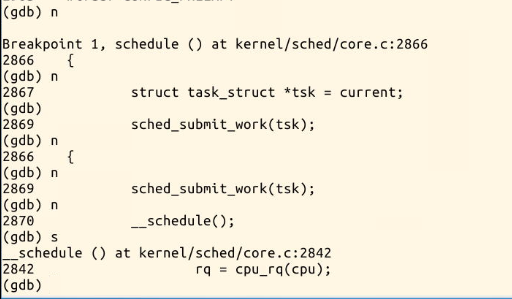 (gdb) n
Breakpoint 1, schedule () at kernel/sched/core.c:2866
2866 {
(gdb) n
2867 struct task_struct *tsk = current;
(gdb)
2869 sched_submit_work(tsk);
(gdb) n
2866 {
(gdb) n
2869 sched_submit_work(tsk);
(gdb) n
2870 __schedule();
(gdb) s
__schedule () at kernel/sched/core.c:2842
2842 rq = cpu_rq(cpu);
(gdb)